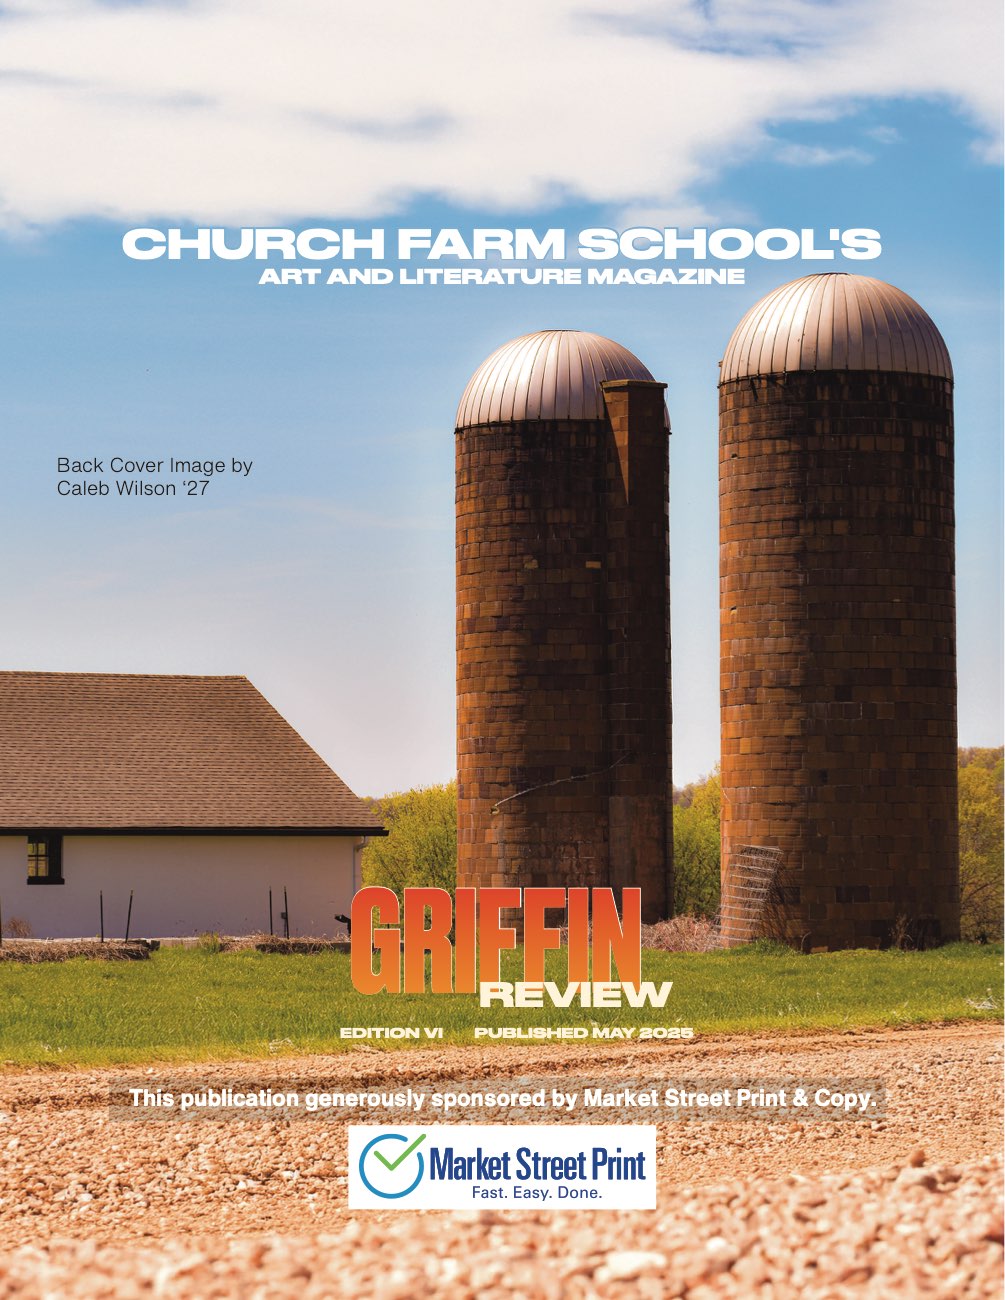 CHURCH FARM SCHOOL'S
ART AND LITERATURE MAGAZINE
Back Cover Image by
Caleb Wilson ‘27
GRIFFIN
REVIEW
EDITION VI PUBLISHED MAY 2025
This publication generously sponsored by Market Street Print & Copy.
Market Street Print
Fast. Easy. Done.